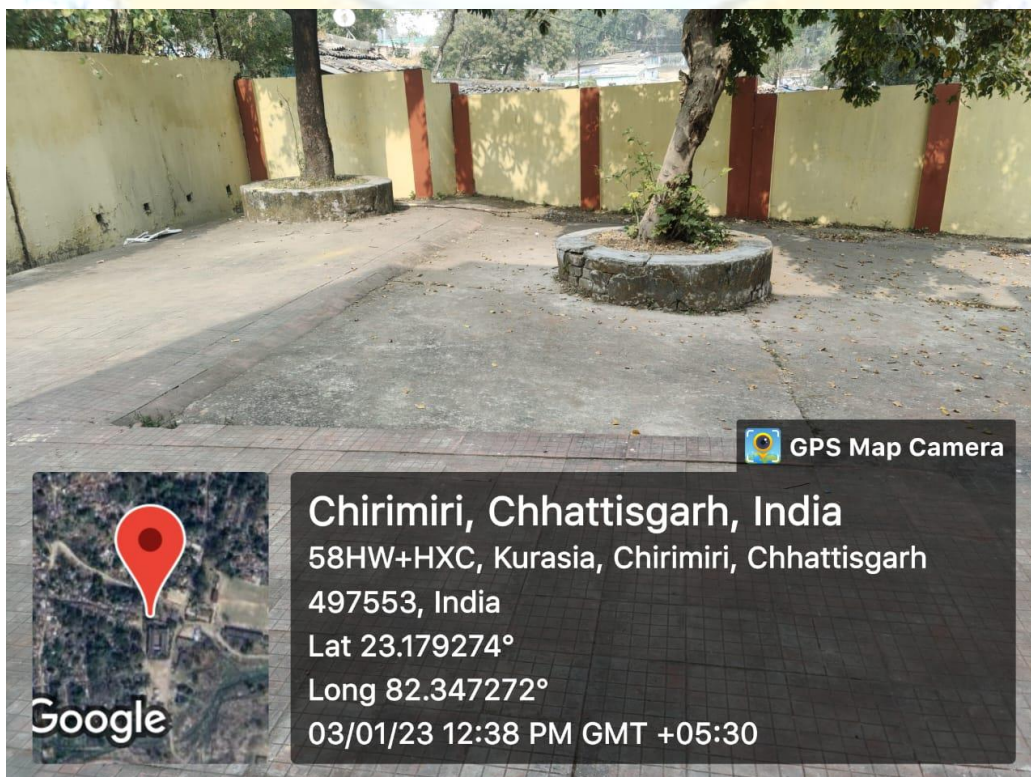 GPS Map Camera
Chirimiri, Chhattisgarh, India
58HW+HXC, Kurasia, Chirimiri, Chhattisgarh
497553, India
Lat 23.179274°
Long 82.347272°
03/01/23 12:38 PM GMT +05:30
Google